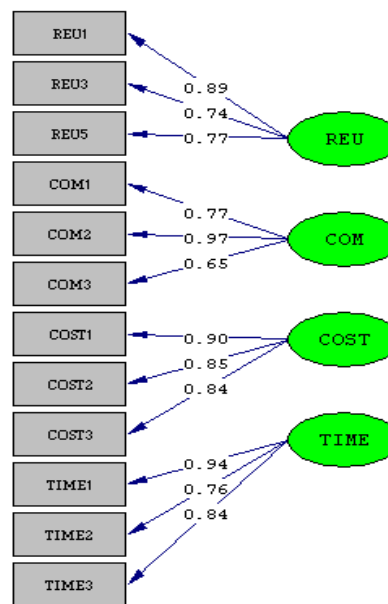 REU1
REU3
REU5
COM1
COM2
COM3
COST1
COST2
COST3
TIME1
TIME2
TIME3
0.89
0.74
0.77
0.77
0.97
0.65
0.90
0.85
0.84
0.94
0.76
0.84
REU
COM
COST
TIME